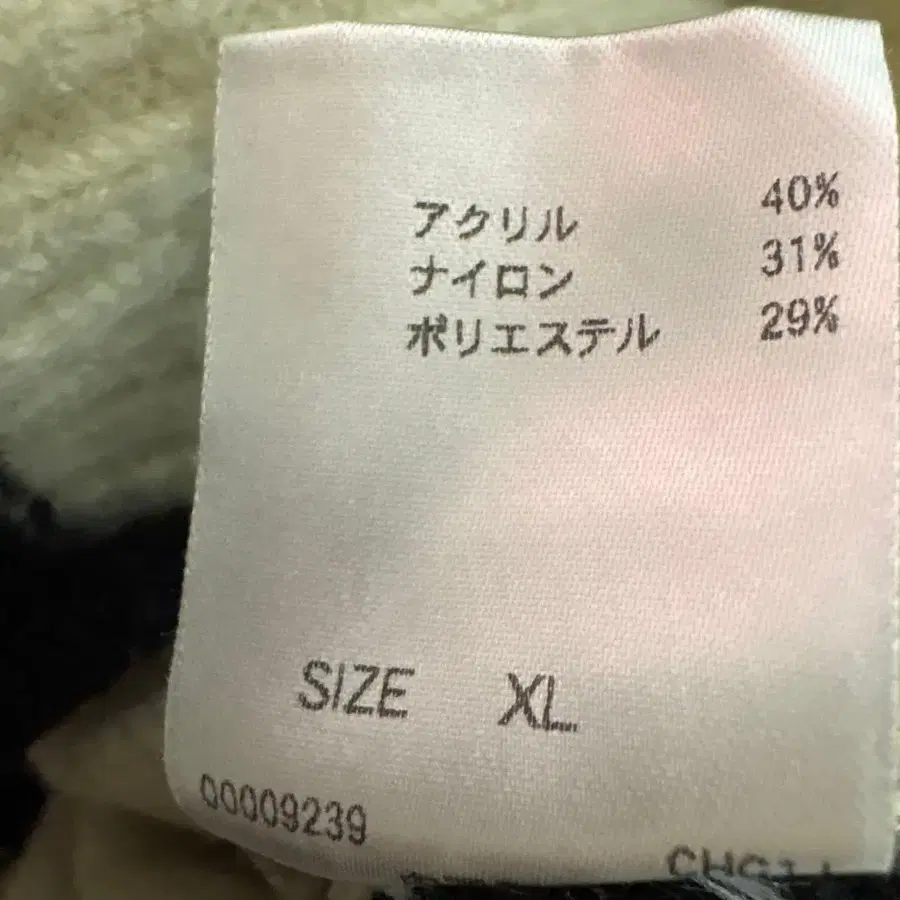 アクリル 40%
ナイロン 31%
ポリエステル 29%
SIZE XL
00009239